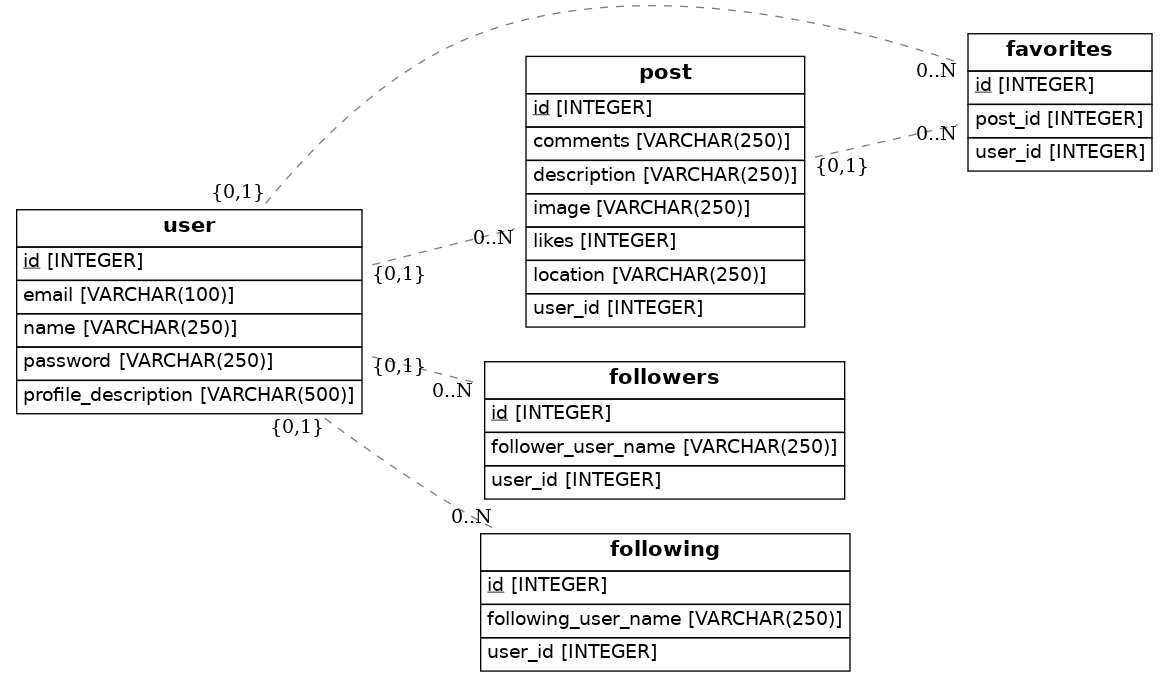 favorites
id [INTEGER]
post_id [INTEGER]
user_id [INTEGER]
0..N
0..N
post
id [INTEGER]
comments [VARCHAR(250)]
description [VARCHAR(250)]
image [VARCHAR(250)]
likes [INTEGER]
location [VARCHAR(250)]
user_id [INTEGER]
{0,1}
0..N
{0,1}
user
id [INTEGER]
email [VARCHAR(100)]
name [VARCHAR(250)]
password [VARCHAR(250)]
profile_description [VARCHAR(500)]
{0,1}
{0,1}
0..N
{0,1}
0..N
followers
id [INTEGER]
follower_user_name [VARCHAR(250)]
user_id [INTEGER]
following
id [INTEGER]
following_user_name [VARCHAR(250)]
user_id [INTEGER]